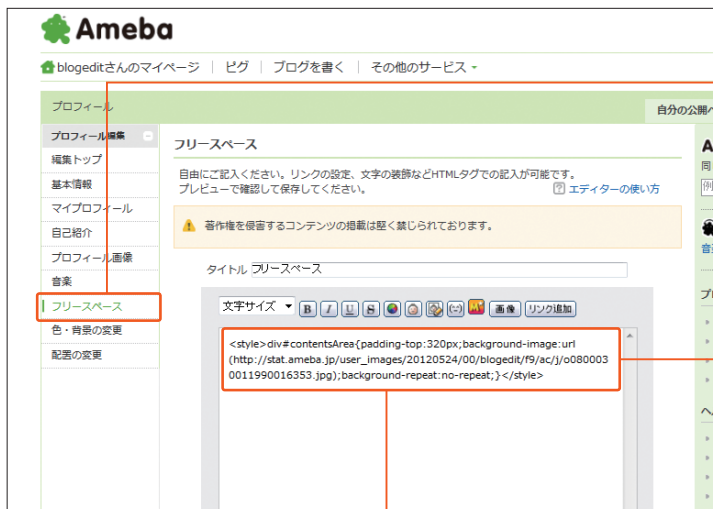 Ameba
blogeditさんのマイページ | ピグ | ブログを書く | その他のサービス
プロフィール
自分の公開
プロフィール編集
編集トップ
基本情報
マイプロフィール
自己紹介
プロフィール画像
音楽
フリースペース
色・背景の変更
配置の変更
フリースペース
自由にご記入ください。リンクの設定、文字の装飾などHTMLタグでの記入が可能です。
プレビューで確認して保存してください。
? エディターの使い方
著作権を侵害するコンテンツの掲載は堅く禁じられております。
タイトル フリースペース
文字サイズ B I U S 画像 リンク追加
<style>div#contentsArea{padding-top:320px;background-image:url
(http://stat.ameba.jp/user_images/20120524/00/blogedit/f9/ac/j/o080003
0011990016353.jpg);background-repeat:no-repeat;}</style>
A
同
例
音
プロ